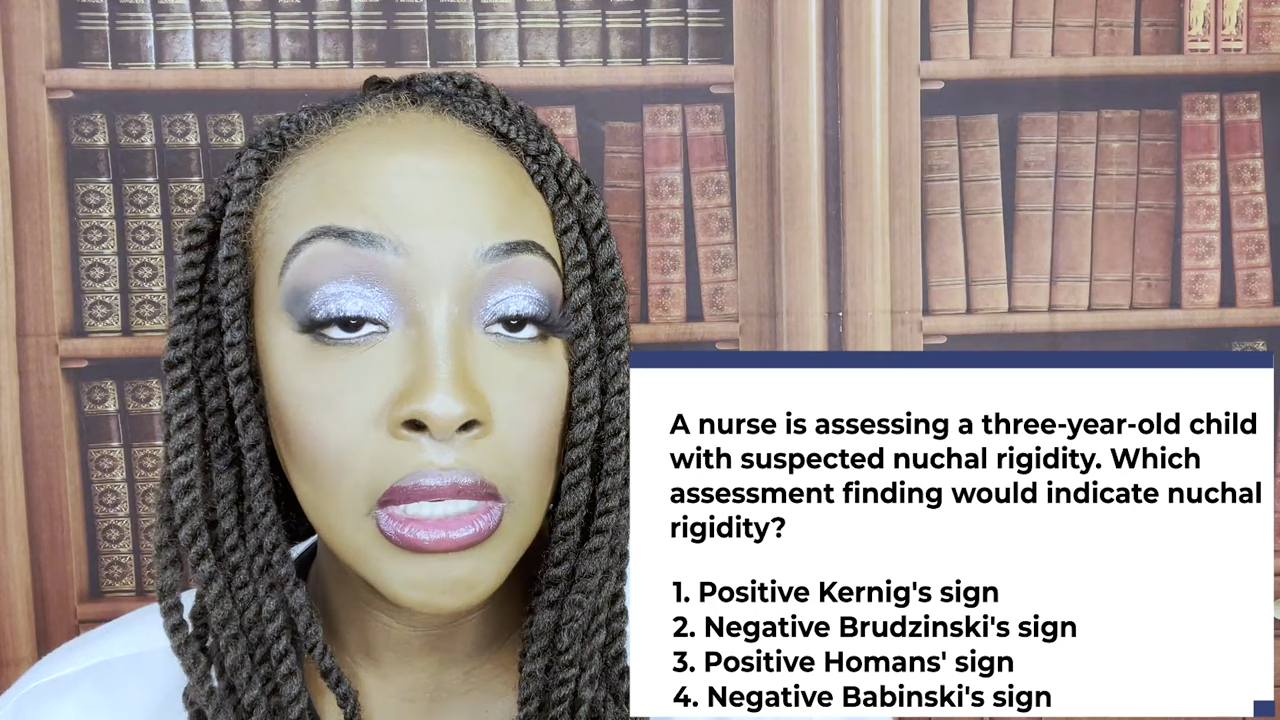 A nurse is assessing a three-year-old child
with suspected nuchal rigidity. Which
assessment finding would indicate nuchal
rigidity?
1. Positive Kernig's sign
2. Negative Brudzinski's sign
3. Positive Homans' sign
4. Negative Babinski's sign